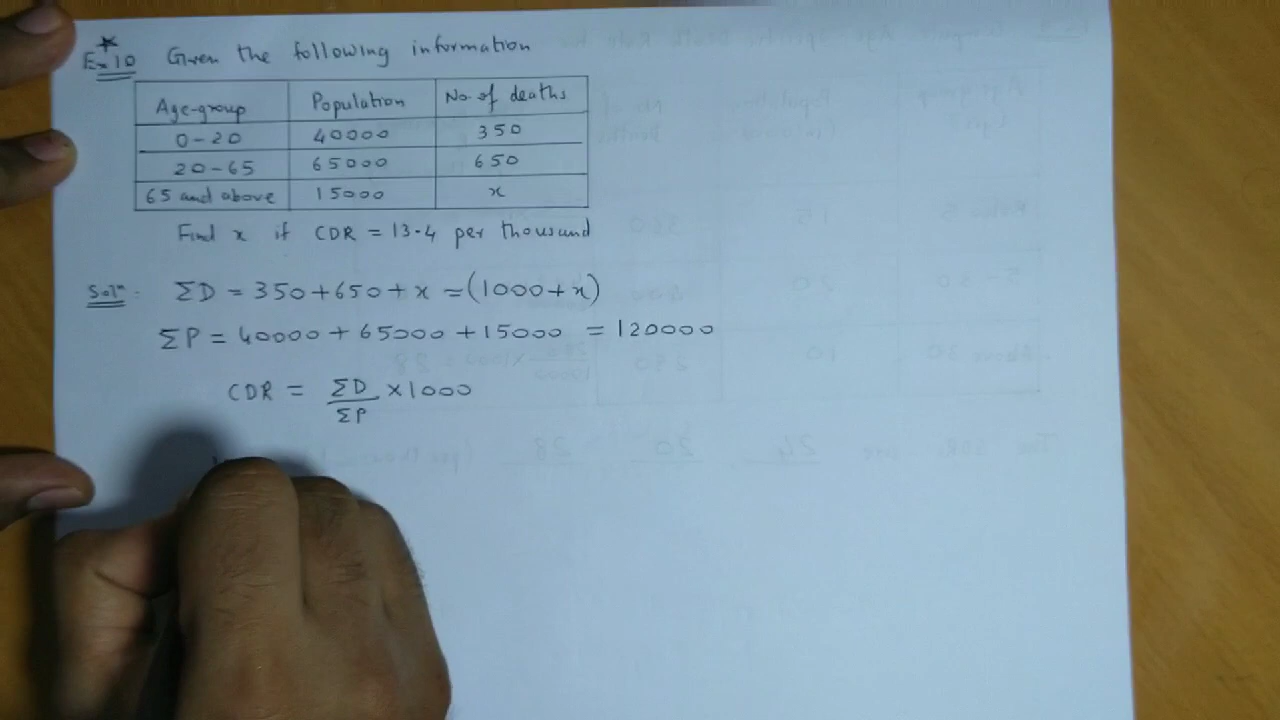 Ex 10 Given the following information
Age-group Population No. of deaths
0-20 40000 350
20-65 65000 650
65 and above 15000 x
Find x if CDR = 13.4 per thousand
Solⁿ: ΣD = 350+650+x = (1000+x)
ΣP = 40000 + 65000 + 15000 = 120000
CDR = ΣD/ΣP × 1000